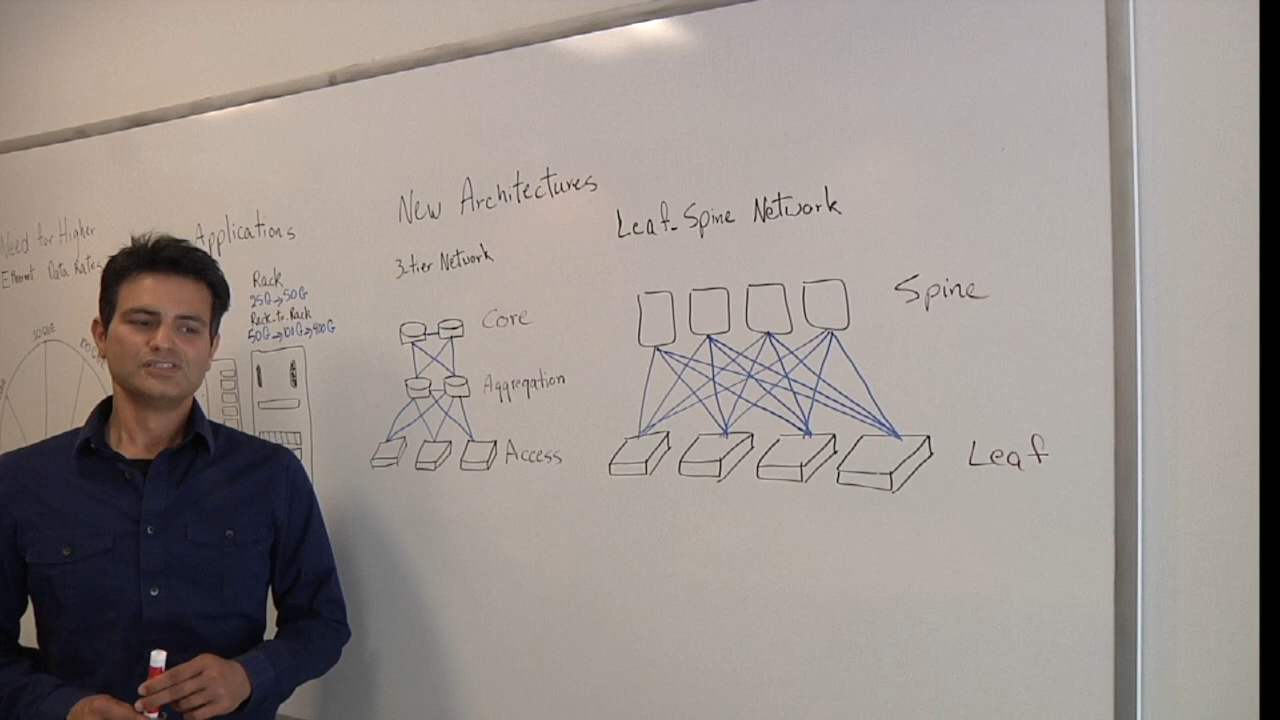 Need for Higher
Ethernet Data Rates
Applications
Rack
25G→50G
Rack-to-Rack
50G→100G→400G
New Architectures
3-tier Network
Core
Aggregation
Access
Leaf-Spine Network
Spine
Leaf